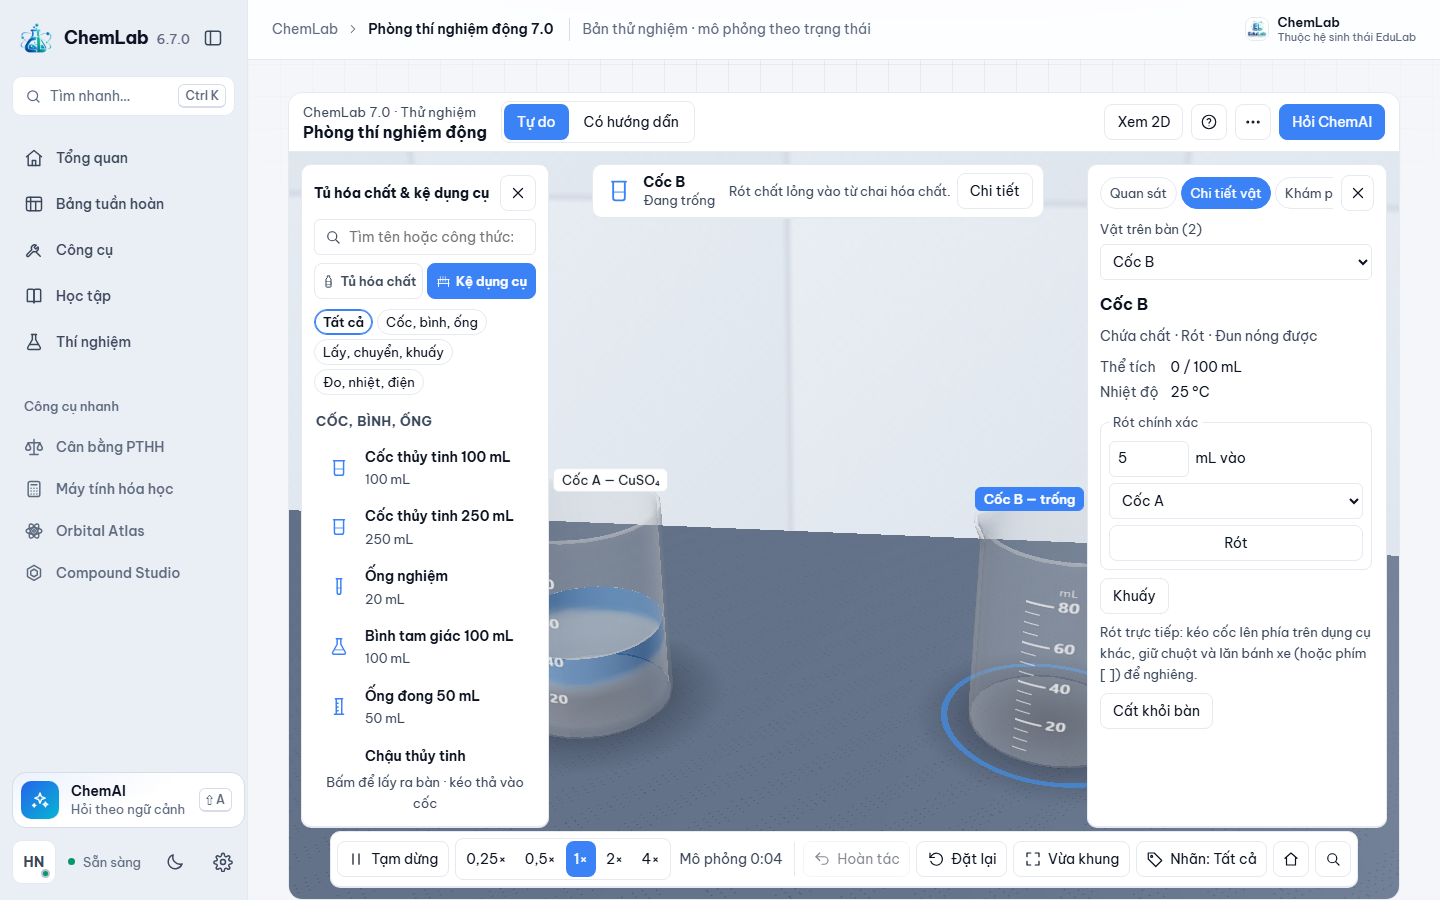 ChemLab 6.7.0
Tìm nhanh... Ctrl K
Tổng quan
Bảng tuần hoàn
Công cụ
Học tập
Thí nghiệm
Công cụ nhanh
Cân bằng PTHH
Máy tính hóa học
Orbital Atlas
Compound Studio
ChemAI
Hỏi theo ngữ cảnh
⇧ A
HN
Sẵn sàng
ChemLab
Phòng thí nghiệm động 7.0
Bản thử nghiệm · mô phỏng theo trạng thái
ChemLab
Thuộc hệ sinh thái EduLab
ChemLab 7.0 · Thử nghiệm
Phòng thí nghiệm động
Tự do
Có hướng dẫn
Xem 2D
Hỏi ChemAI
Tủ hóa chất & kệ dụng cụ
Tìm tên hoặc công thức:
Tủ hóa chất
Kệ dụng cụ
Tất cả
Cốc, bình, ống
Lấy, chuyển, khuấy
Đo, nhiệt, điện
CỐC, BÌNH, ỐNG
Cốc thủy tinh 100 mL
100 mL
Cốc thủy tinh 250 mL
250 mL
Ống nghiệm
20 mL
Bình tam giác 100 mL
100 mL
Ống đong 50 mL
50 mL
Chậu thủy tinh
Bấm để lấy ra bàn · kéo thả vào
cốc
Cốc B
Đang trống
Rót chất lỏng vào từ chai hóa chất.
Chi tiết
Cốc A — CuSO₄
40
20
Cốc B — trống
mL
80
60
40
20
Quan sát
Chi tiết vật
Khám p
Vật trên bàn (2)
Cốc B
Cốc B
Chứa chất · Rót · Đun nóng được
Thể tích 0 / 100 mL
Nhiệt độ 25 °C
Rót chính xác
5 mL vào
Cốc A
Rót
Khuấy
Rót trực tiếp: kéo cốc lên phía trên dụng cụ
khác, giữ chuột và lăn bánh xe (hoặc phím
[ ]) để nghiêng.
Cất khỏi bàn
Tạm dừng
0,25×
0,5×
1×
2×
4×
Mô phỏng 0:04
Hoàn tác
Đặt lại
Vừa khung
Nhãn: Tất cả